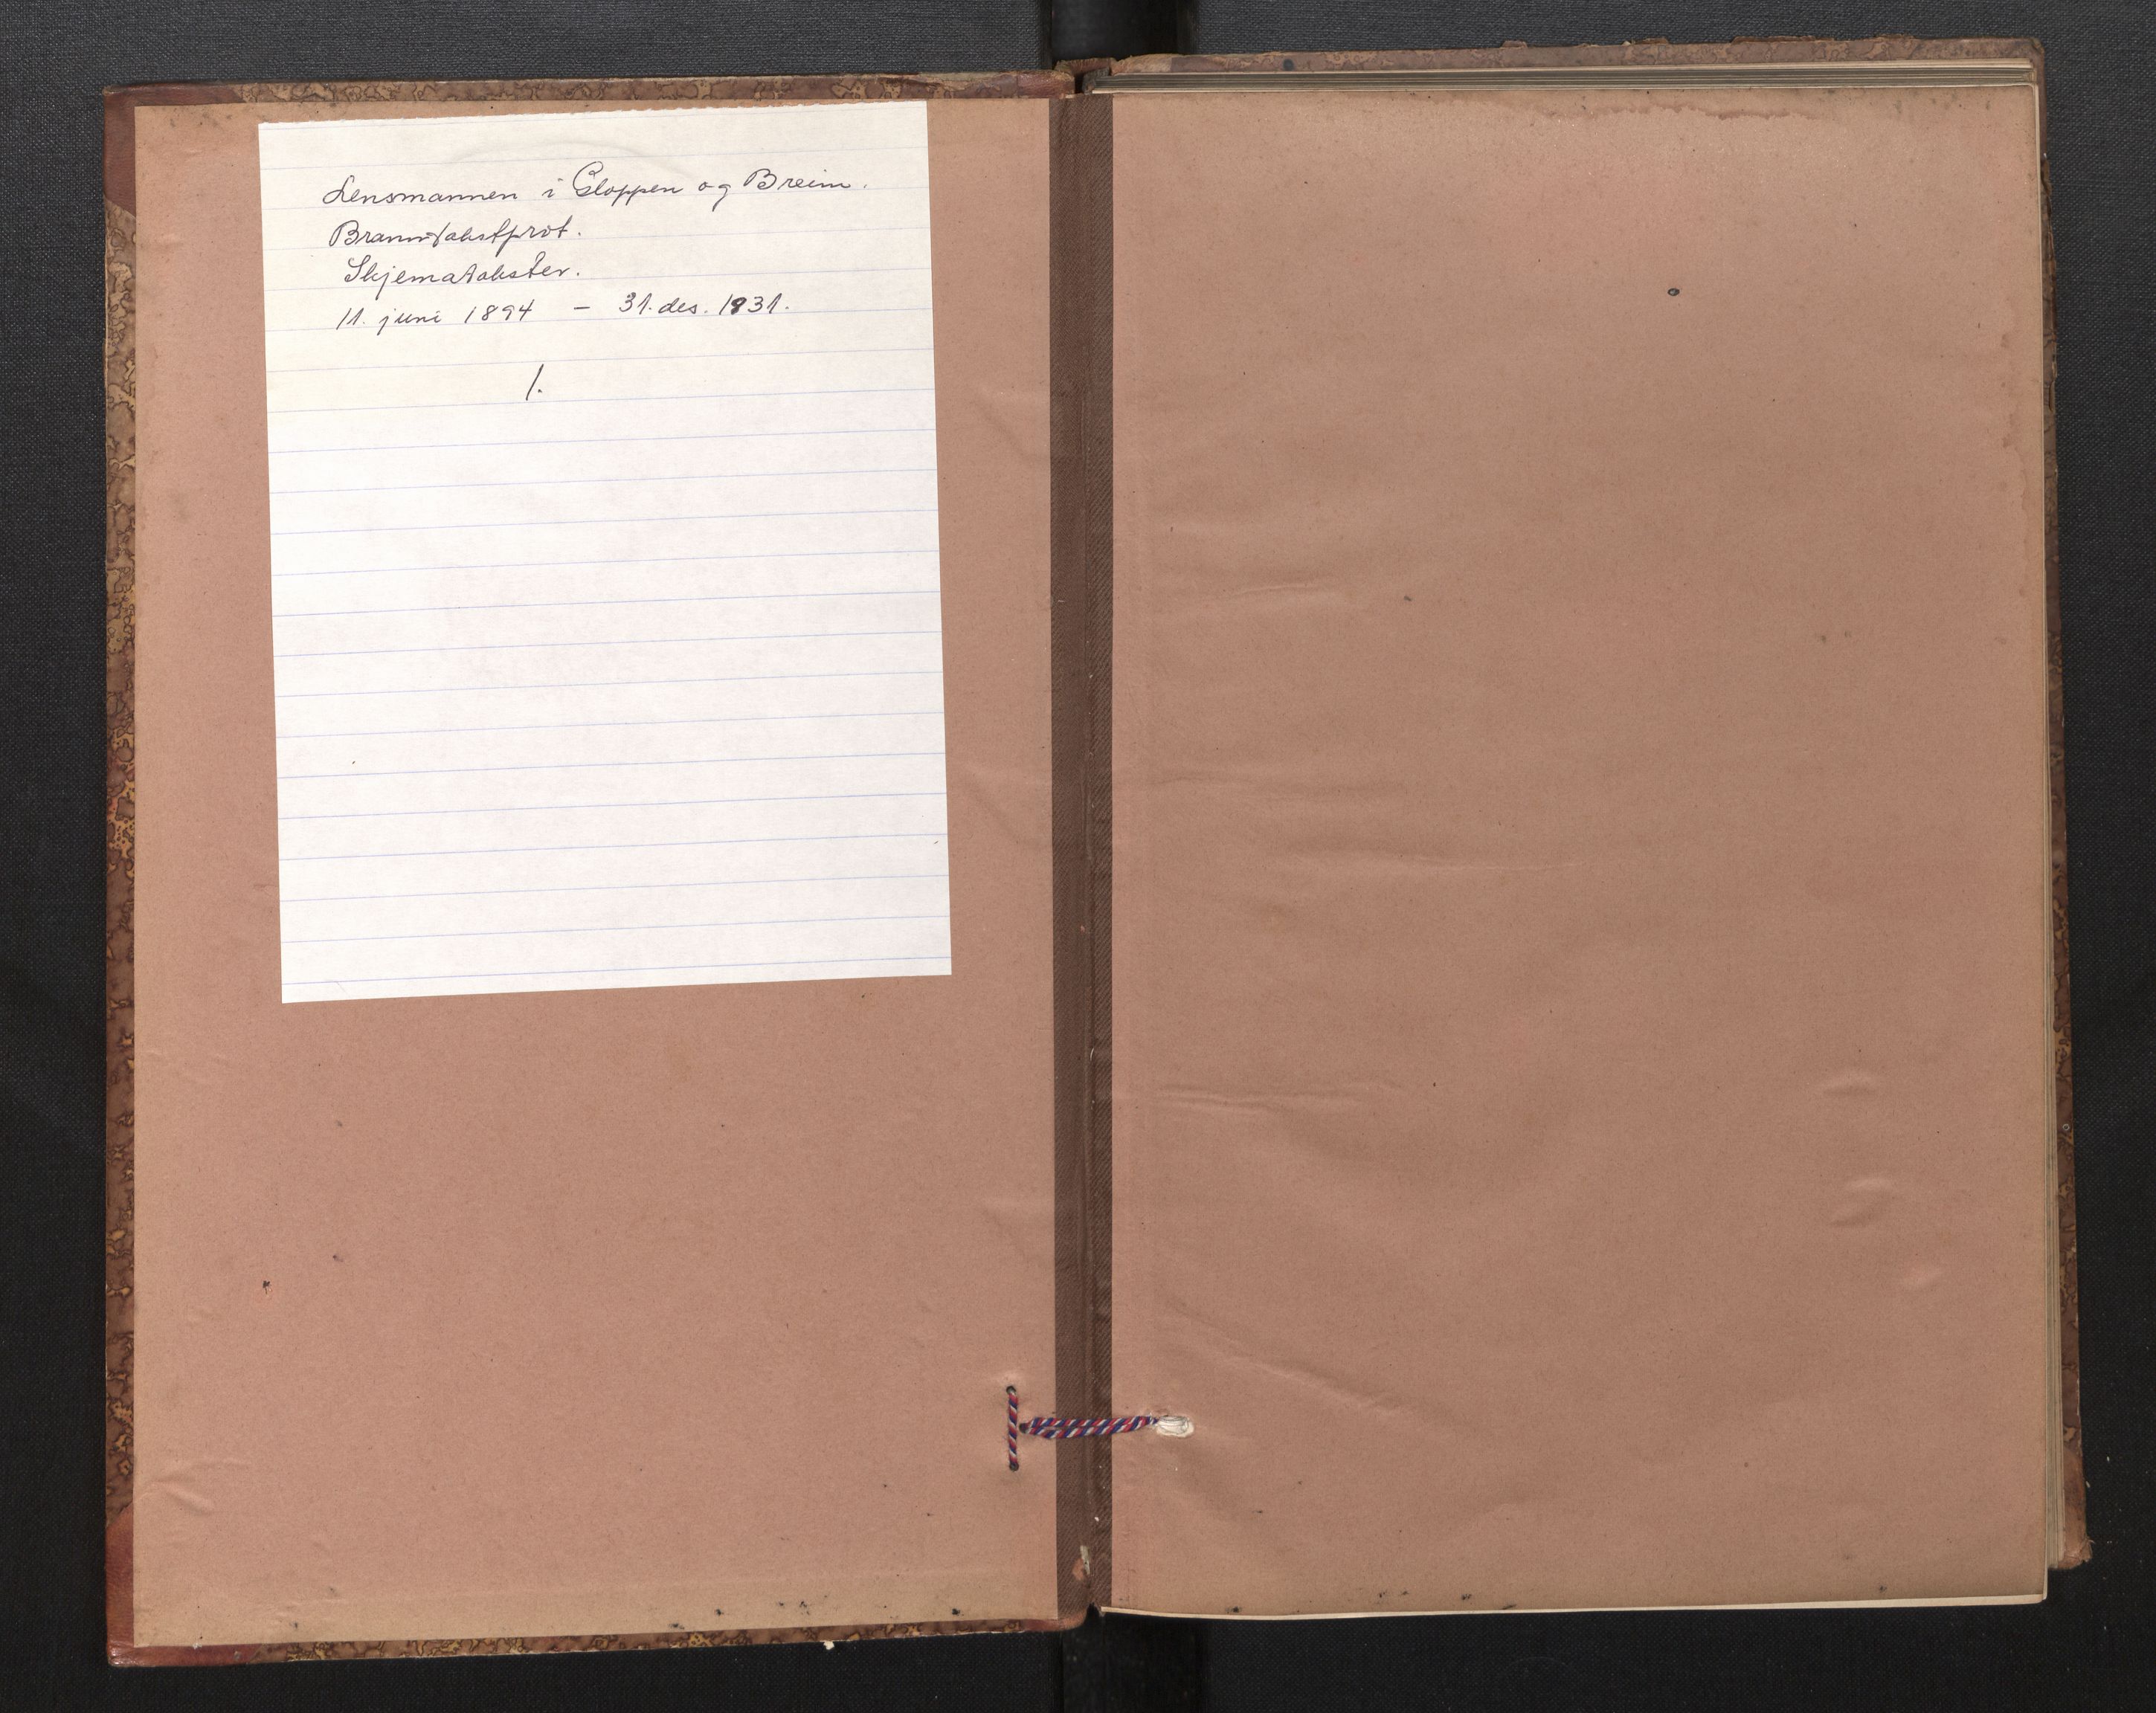 Lensmannen i Gloppen og Breim.
Branntakstprot.
Skjematakster.
11. juni 1894 – 31. des. 1931.
1.